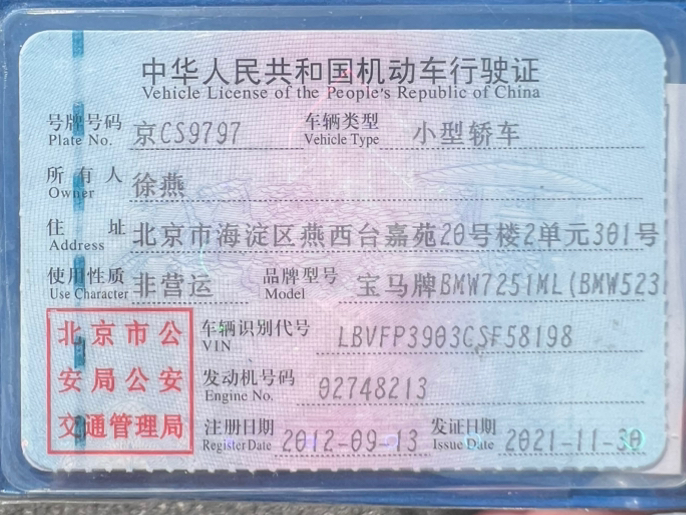 中华人民共和国机动车行驶证
Vehicle License of the People's Republic of China
号牌号码 京CS9797 车辆类型 小型轿车
Plate No. Vehicle Type
所有人 徐燕
Owner
住址 北京市海淀区燕西台嘉苑20号楼2单元301号
Address
使用性质 非营运 品牌型号 宝马牌BMW7251ML(BMW523
Use Character Model
北京市公 车辆识别代号 LBVFP3903CSF58198
VIN
安局公安 发动机号码 02748213
Engine No.
交通管理局 注册日期 2012-09-13 发证日期 2021-11-30
Register Date Issue Date